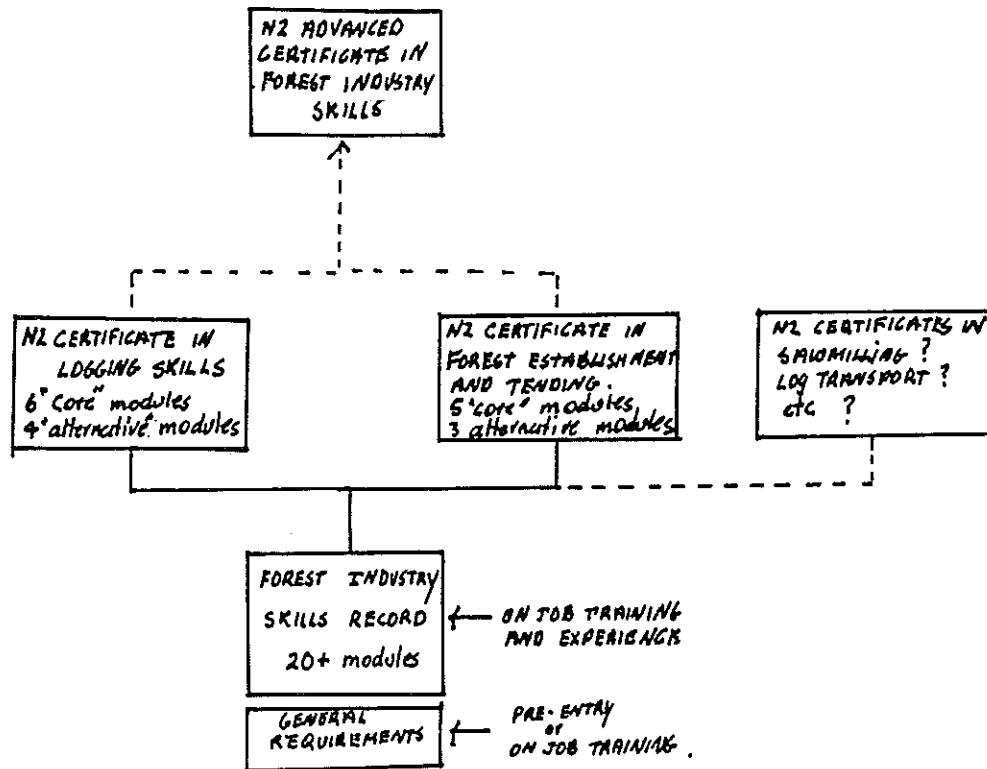 NZ ADVANCED
CERTIFICATE IN
FOREST INDUSTRY
SKILLS
NZ CERTIFICATE IN
LOGGING SKILLS
6 "core" modules
4 "alternative" modules
NZ CERTIFICATE IN
FOREST ESTABLISHMENT
AND TENDING.
5 "core" modules
3 alternative modules
NZ CERTIFICATES IN
SAWMILLING ?
LOG TRANSPORT ?
etc ?
FOREST INDUSTRY
SKILLS RECORD
20+ modules
ON JOB TRAINING
AND EXPERIENCE
GENERAL
REQUIREMENTS
PRE-ENTRY
or
ON JOB TRAINING.